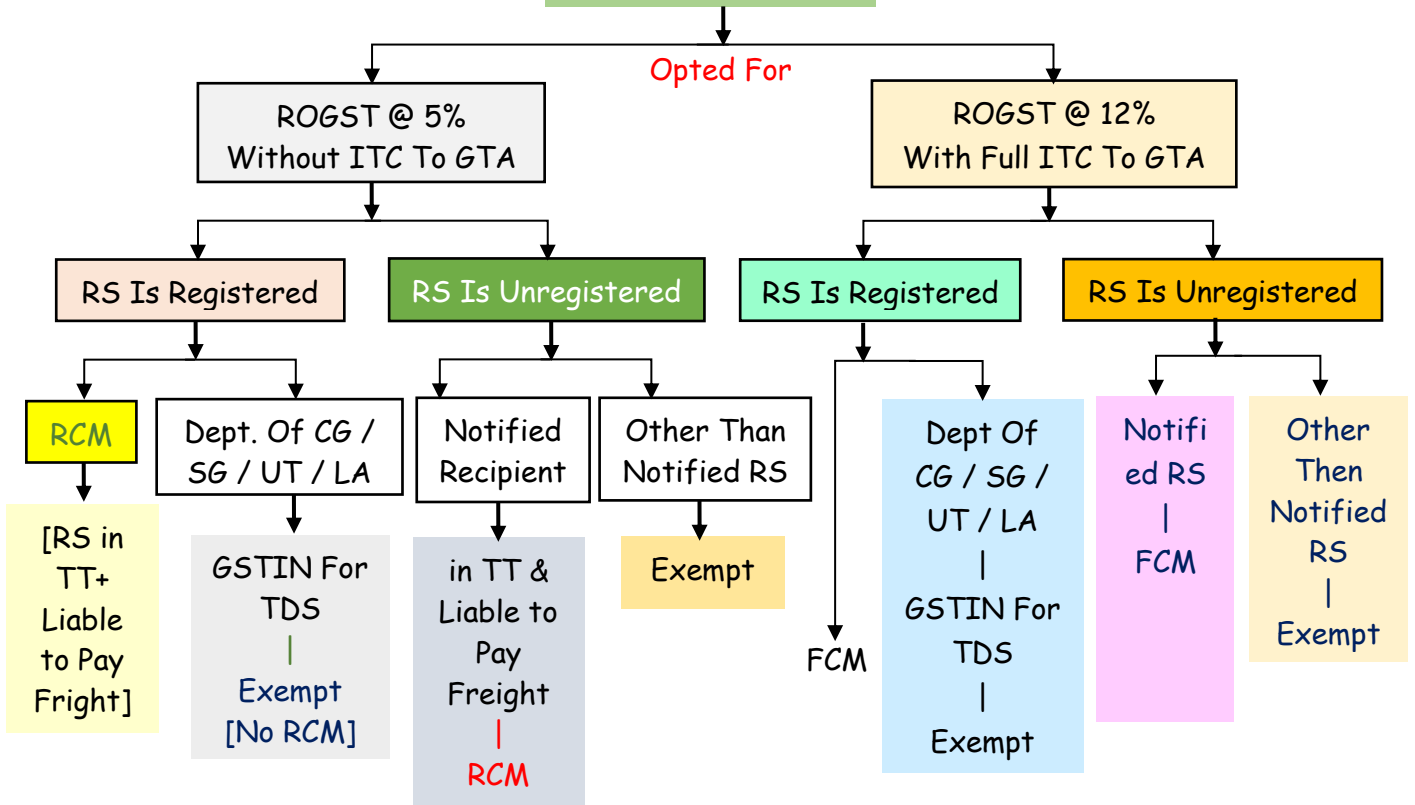 Opted For
ROGST @ 5%
Without ITC To GTA
ROGST @ 12%
With Full ITC To GTA
RS Is Registered
RS Is Unregistered
RS Is Registered
RS Is Unregistered
RCM
[RS in
TT+
Liable
to Pay
Fright]
Dept. Of CG /
SG / UT / LA
GSTIN For
TDS
|
Exempt
[No RCM]
Notified
Recipient
in TT &
Liable to
Pay
Freight
|
RCM
Other Than
Notified RS
Exempt
FCM
Dept Of
CG / SG /
UT / LA
|
GSTIN For
TDS
|
Exempt
Notifi
ed RS
|
FCM
Other
Then
Notified
RS
|
Exempt